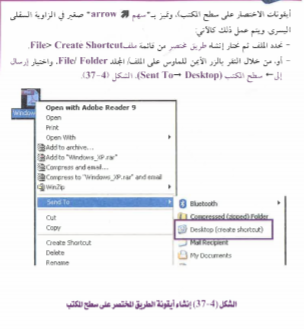 أيقونات الاختصار على سطح المكتب)، وتميز بـ"سهم arrow" صغير في الزاوية السفلى
اليسرى ويتم عمل ذلك كالآتي:
- تحدد الملف ثم تختار إنشاء طريق مختصر من قائمة ملف File> Create Shortcut.
- أو، من خلال النقر بالزر الأيمن للماوس على الملف/ المجلد File/ Folder، واختيار إرسال
إلى ← سطح المكتب (Sent To→ Desktop)، الشكل (4-37).
Window
Open with Adobe Reader 9
Open
Print
Open With
Add to archive...
Add to "Windows_XP.rar"
Compress and email...
Compress to "Windows_XP.rar" and email
WinZip
Send To
Bluetooth
Cut
Compressed (zipped) Folder
Copy
Desktop (create shortcut)
Create Shortcut
Mail Recipient
Delete
My Documents
Rename
الشكل (4-37) إنشاء أيقونة الطريق المختصر على سطح المكتب